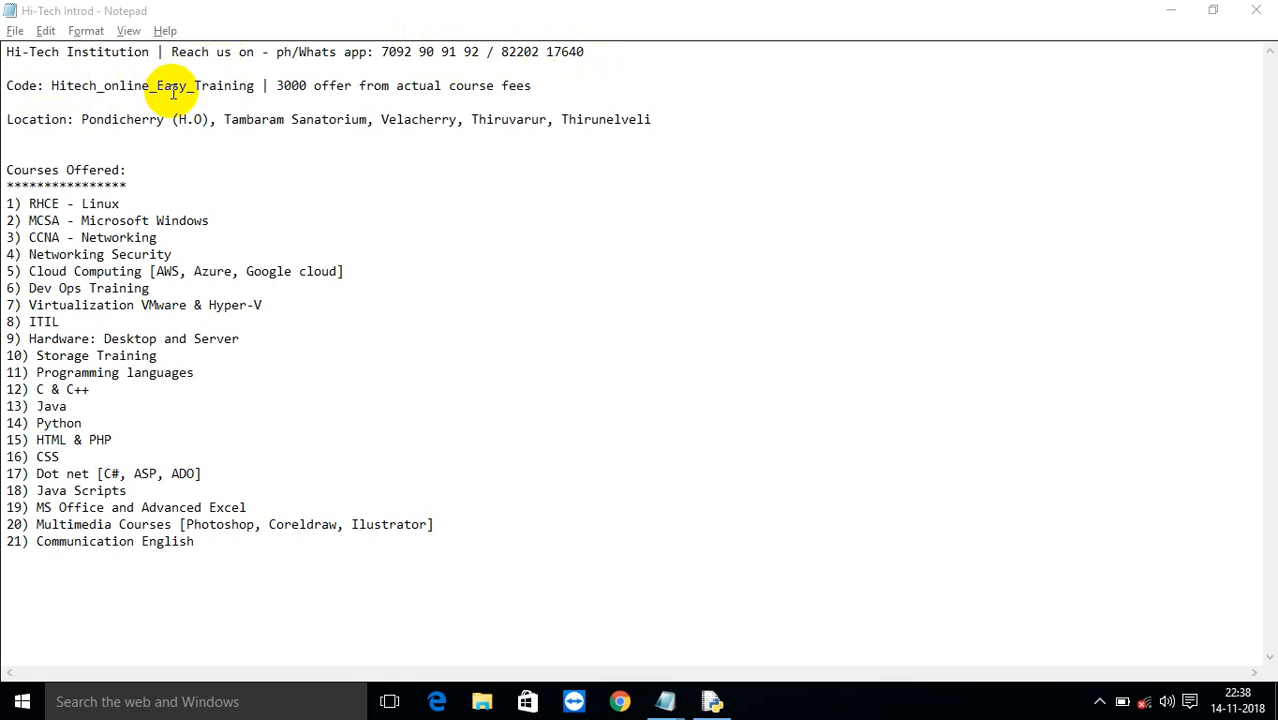 Hi-Tech Introd - Notepad
File Edit Format View Help
Hi-Tech Institution | Reach us on - ph/Whats app: 7092 90 91 92 / 82202 17640
Code: Hitech_online_Easy_Training | 3000 offer from actual course fees
Location: Pondicherry (H.O), Tambaram Sanatorium, Velacherry, Thiruvarur, Thirunelveli
Courses Offered:
****************
1) RHCE - Linux
2) MCSA - Microsoft Windows
3) CCNA - Networking
4) Networking Security
5) Cloud Computing [AWS, Azure, Google cloud]
6) Dev Ops Training
7) Virtualization VMware & Hyper-V
8) ITIL
9) Hardware: Desktop and Server
10) Storage Training
11) Programming languages
12) C & C++
13) Java
14) Python
15) HTML & PHP
16) CSS
17) Dot net [C#, ASP, ADO]
18) Java Scripts
19) MS Office and Advanced Excel
20) Multimedia Courses [Photoshop, Coreldraw, Ilustrator]
21) Communication English
Search the web and Windows
22:38
14-11-2018